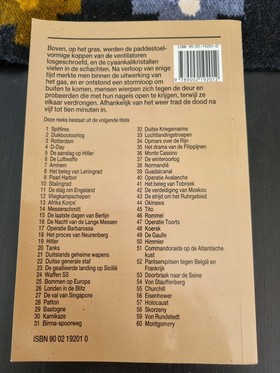 ISBN 90-02-19201-0
9 789002 192012
Boven, op het gras, werden de paddestoel-
vormige koppen van de ventilatoren
losgeschroefd, en de cyaankalikristallen
vielen in de schachten. Na verloop van enige
tijd merkte men binnen de uitwerking van
het gas, en er ontstond een stormloop om
buiten te komen, mensen wierpen zich tegen de deur en
probeerden die met hun nagels open te krijgen, terwijl ze
elkaar verdrongen. Afhankelijk van het weer trad de dood na
vijf tot tien minuten in.
Deze reeks bestaat uit de volgende titels
1 Spitfires
2 Duikbootoorlog
3 Rotterdam
4 D-Day
5 De aanslag op Hitler
6 De Luftwaffe
7 Arnhem
8 Het beleg van Leningrad
9 Pearl Harbor
10 Stalingrad
11 De slag om Engeland
12 Vliegdekschepen
13 Afrika Korps
14 Messerschmitt
15 De laatste dagen van Berlijn
16 De Nacht van de Lange Messen
17 Operatie Barbarossa
18 Het proces van Neurenberg
19 Hitler
20 Tanks
21 Duitslands geheime wapens
22 Duitse generale staf
23 De geallieerde landing op Sicilië
24 Waffen SS
25 Bommen op Europa
26 Londen in de Blitz
27 De val van Singapore
28 Patton
29 Bastogne
30 Kamikaze
31 Birma-spoorweg
32 Duitse Kriegsmarine
33 Luchtlandingstroepen
34 Opmars over de Rijn
35 Het drama van de Filippijnen
36 Monte Cassino
37 De winteroorlog
38 Normandië
39 Guadalcanal
40 Operatie Avalanche
41 Het beleg van Tobroek
42 De verdediging van Moskou
43 De strijd om het Ruhrgebied
44 Skorzeny
45 Tito
46 Rommel
47 Operatie Toorts
48 Koersk
49 De Gaulle
50 Himmler
51 Commandoraids op de Atlantische
kust
52 Pantserspitsen tegen België en
Frankrijk
53 Doorbraak naar de Seine
54 Von Stauffenberg
55 Churchill
56 Eisenhower
57 Holocaust
58 Skorzeny
59 Von Rundstedt
60 Montgomery
ISBN 90 02 19201 0